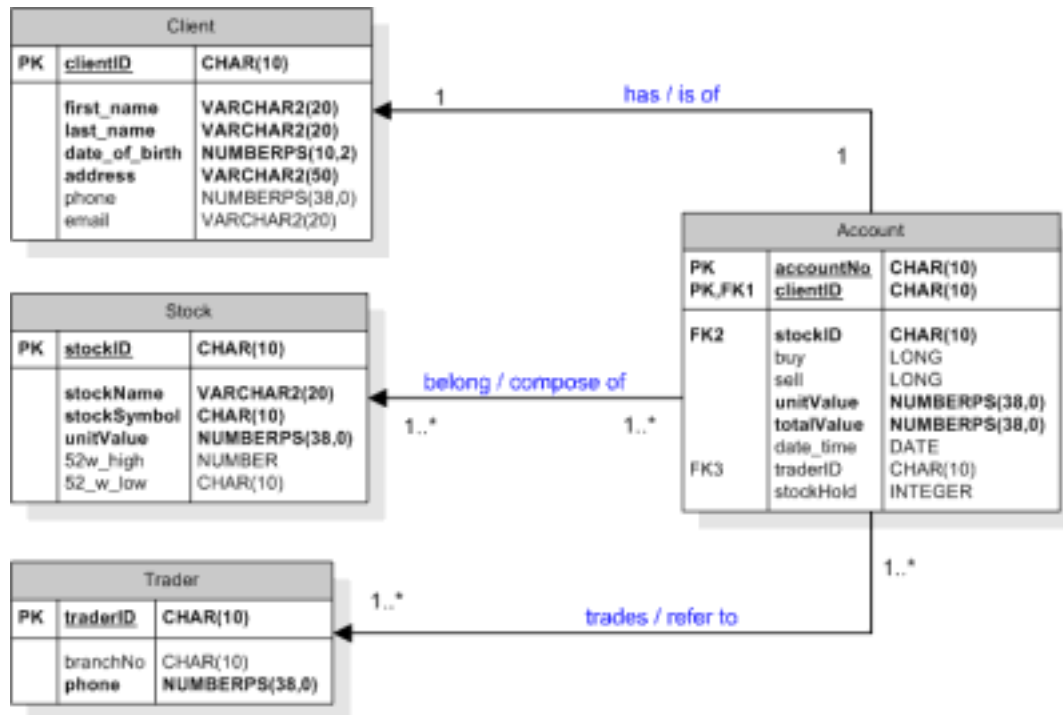 Client
PK clientID CHAR(10)
first_name VARCHAR2(20)
last_name VARCHAR2(20)
date_of_birth NUMBERPS(10,2)
address VARCHAR2(50)
phone NUMBERPS(38,0)
email VARCHAR2(20)
1 has / is of
1
Account
PK accountNo CHAR(10)
PK,FK1 clientID CHAR(10)
FK2 stockID CHAR(10)
buy LONG
sell LONG
unitValue NUMBERPS(38,0)
totalValue NUMBERPS(38,0)
date_time DATE
FK3 traderID CHAR(10)
stockHold INTEGER
Stock
PK stockID CHAR(10)
stockName VARCHAR2(20)
stockSymbol CHAR(10)
unitValue NUMBERPS(38,0)
52w_high NUMBER
52_w_low CHAR(10)
belong / compose of
1..* 1..*
Trader
PK traderID CHAR(10)
branchNo CHAR(10)
phone NUMBERPS(38,0)
1..*
1..*
trades / refer to